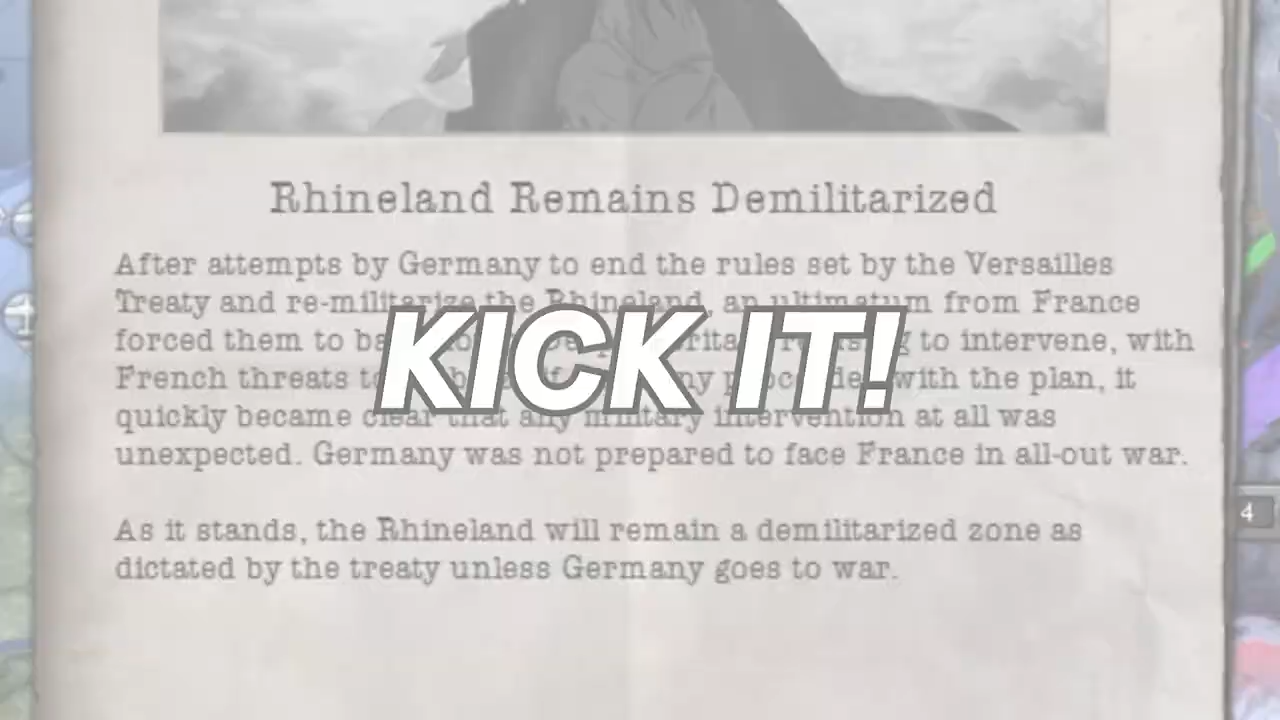 Rhineland Remains Demilitarized
After attempts by Germany to end the rules set by the Versailles
Treaty and re-militarize the Rhineland, an ultimatum from France
forced them to to intervene, with
KICK IT!
French threats with the plan, it
quickly became clear that any military intervention at all was
unexpected. Germany was not prepared to face France in all-out war.
As it stands, the Rhineland will remain a demilitarized zone as
dictated by the treaty unless Germany goes to war.
4